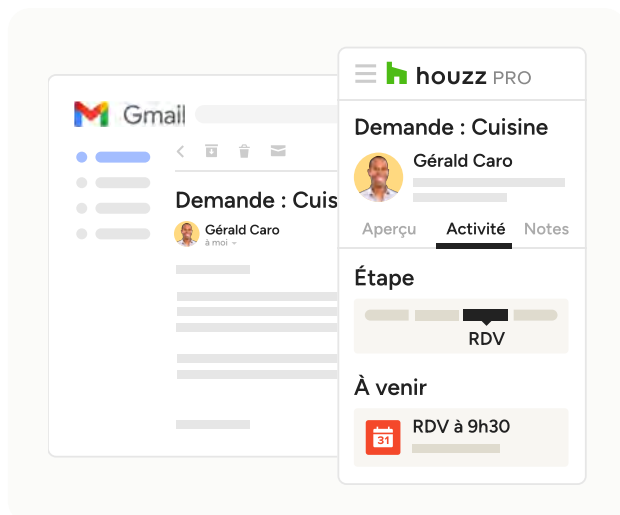 Gmail
Demande : Cuis
Gérald Caro
à moi
houzz PRO
Demande : Cuisine
Gérald Caro
Aperçu
Activité
Notes
Étape
RDV
À venir
31
RDV à 9h30